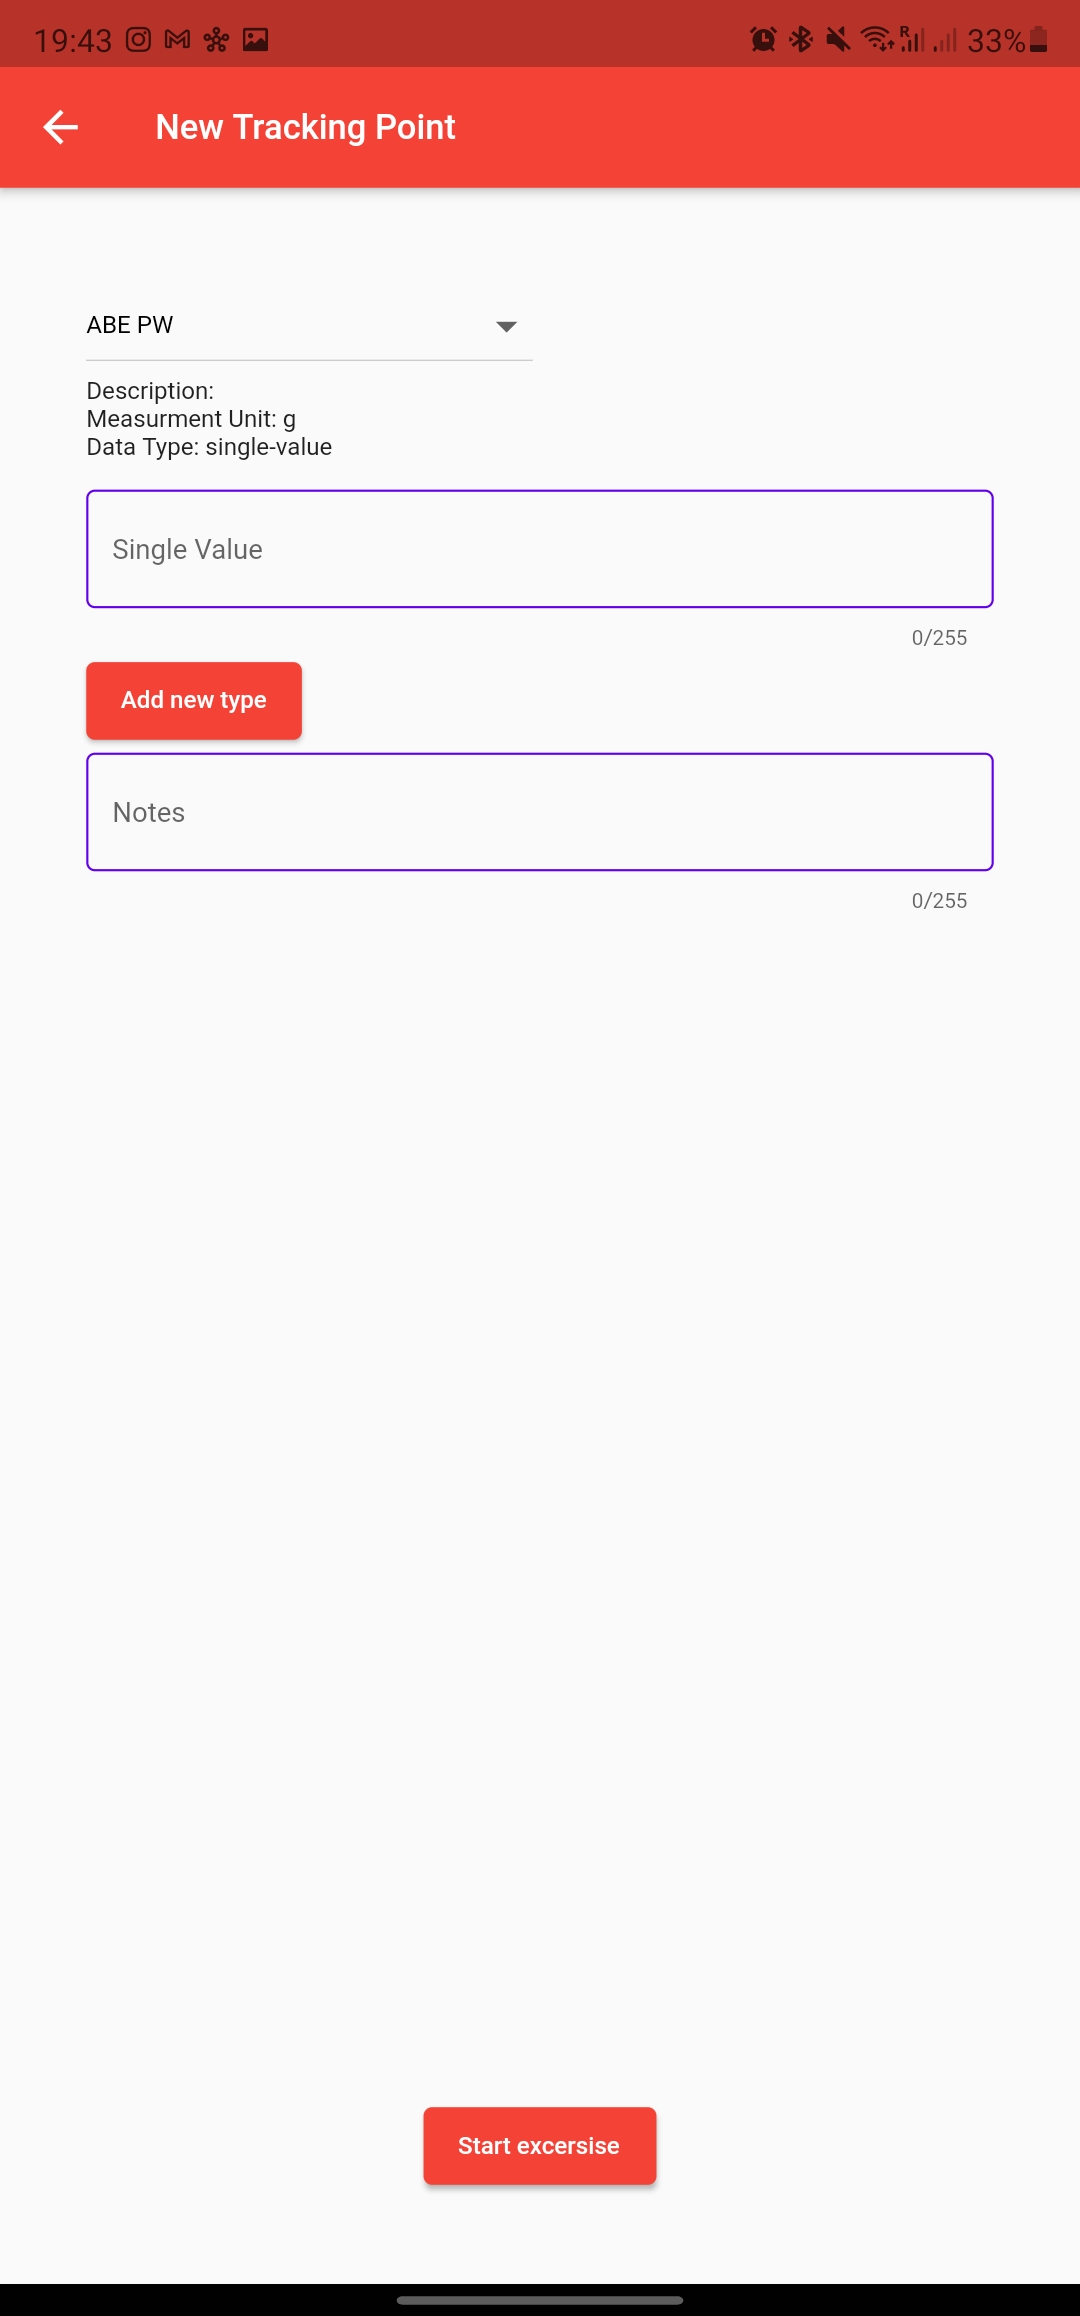 19:43
R 33%
New Tracking Point
ABE PW
Description:
Measurment Unit: g
Data Type: single-value
Single Value
0/255
Add new type
Notes
0/255
Start excersise